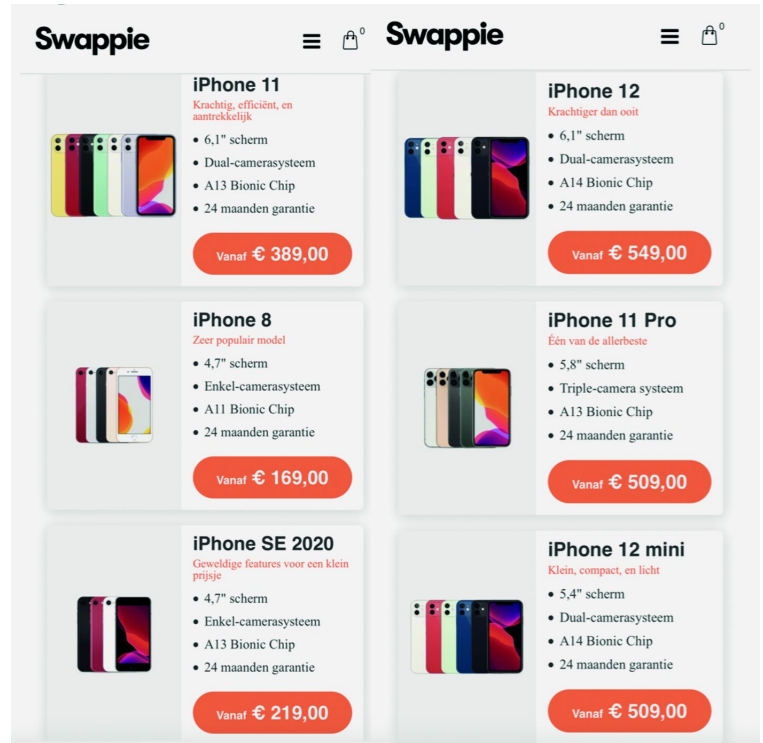 Swappie
0
iPhone 11
Krachtig, efficiënt, en
aantrekkelijk
• 6,1" scherm
• Dual-camerasysteem
• A13 Bionic Chip
• 24 maanden garantie
Vanaf € 389,00
iPhone 8
Zeer populair model
• 4,7" scherm
• Enkel-camerasysteem
• A11 Bionic Chip
• 24 maanden garantie
Vanaf € 169,00
iPhone SE 2020
Geweldige features voor een klein
prijsje
• 4,7" scherm
• Enkel-camerasysteem
• A13 Bionic Chip
• 24 maanden garantie
Vanaf € 219,00
Swappie
0
iPhone 12
Krachtiger dan ooit
• 6,1" scherm
• Dual-camerasysteem
• A14 Bionic Chip
• 24 maanden garantie
Vanaf € 549,00
iPhone 11 Pro
Één van de allerbeste
• 5,8" scherm
• Triple-camera systeem
• A13 Bionic Chip
• 24 maanden garantie
Vanaf € 509,00
iPhone 12 mini
Klein, compact, en licht
• 5,4" scherm
• Dual-camerasysteem
• A14 Bionic Chip
• 24 maanden garantie
Vanaf € 509,00